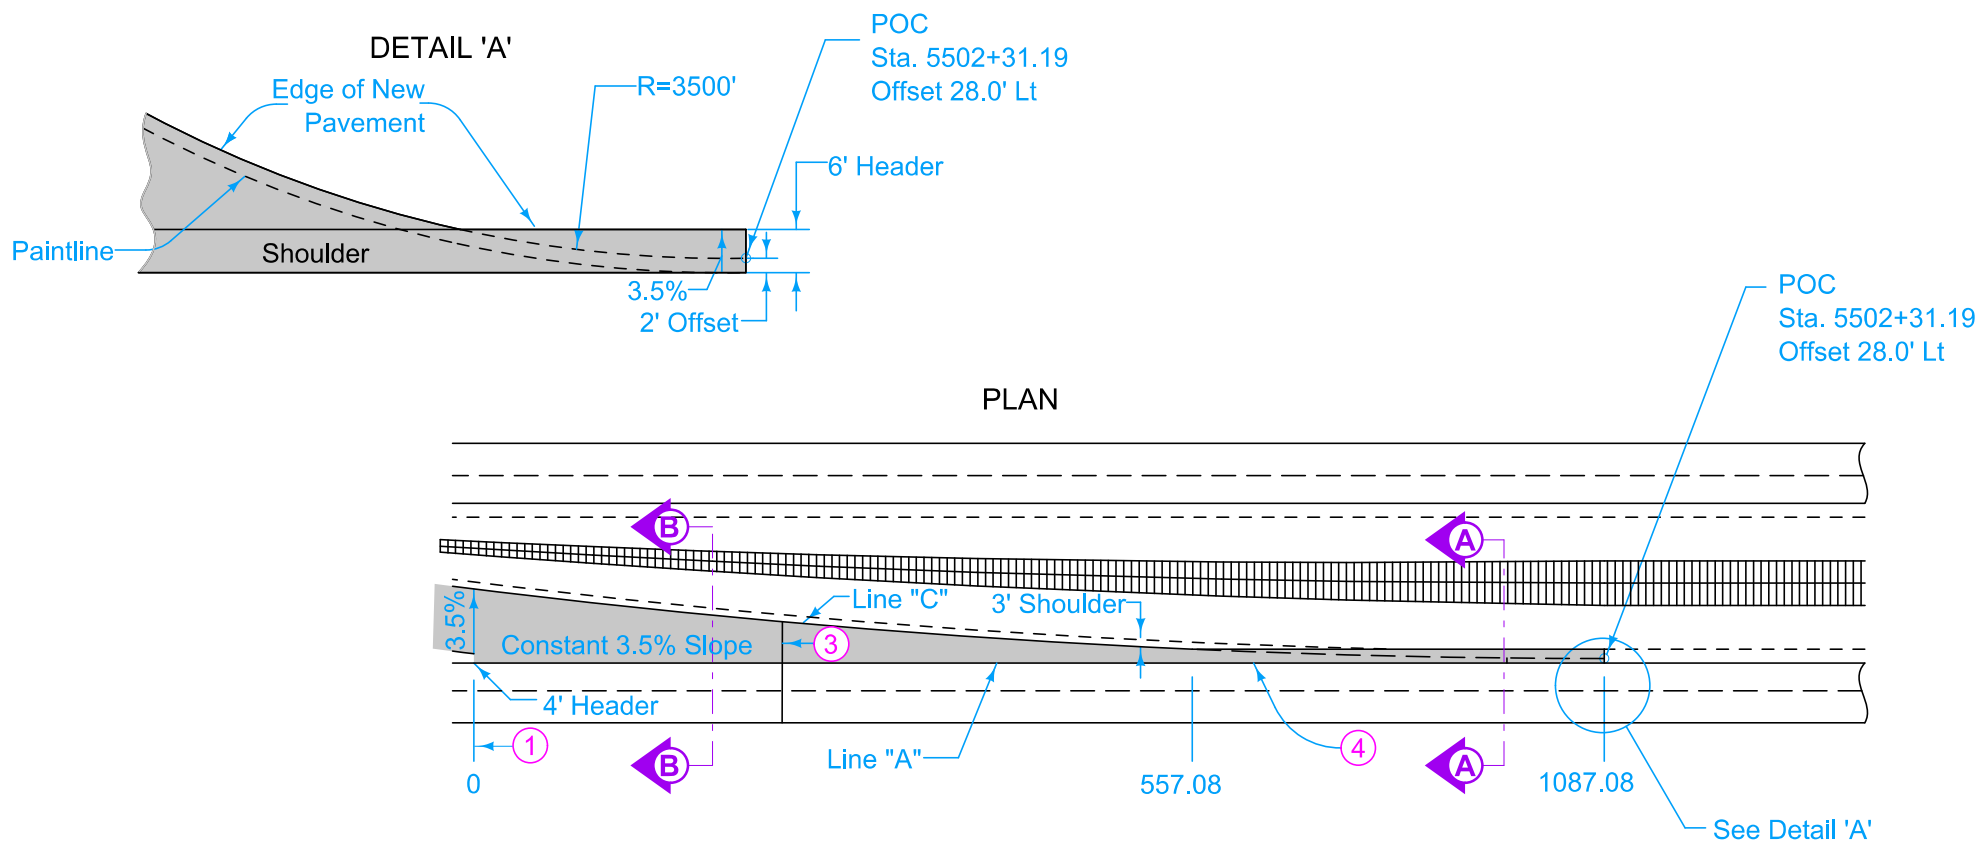 DETAIL 'A'
Edge of New
Pavement
R=3500'
POC
Sta. 5502+31.19
Offset 28.0' Lt
6' Header
Paintline
Shoulder
3.5%
2' Offset
POC
Sta. 5502+31.19
Offset 28.0' Lt
PLAN
B
A
3.5%
Constant 3.5% Slope
Line "C"
3' Shoulder
3
4' Header
1
B
Line "A"
4
A
0
557.08
1087.08
See Detail 'A'